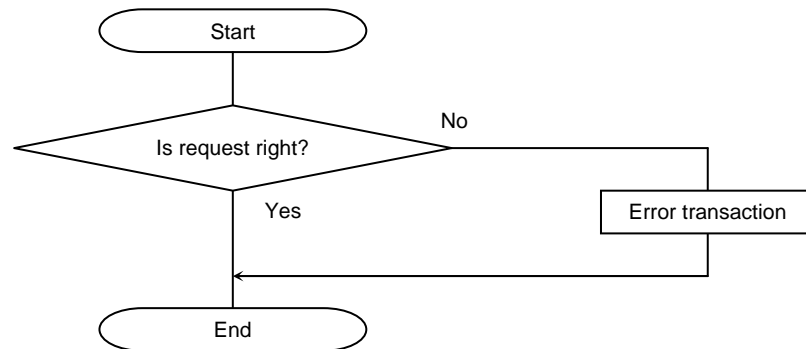 Start
No
Is request right?
Yes
Error transaction
End